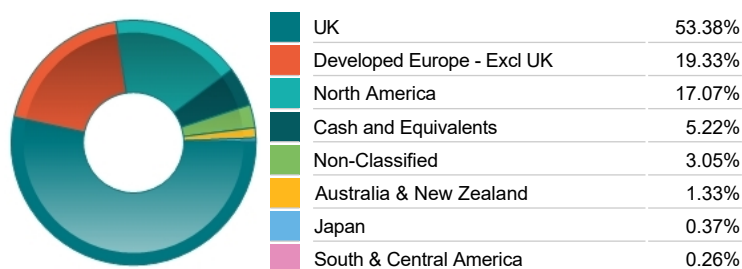 UK 53.38%
Developed Europe - Excl UK 19.33%
North America 17.07%
Cash and Equivalents 5.22%
Non-Classified 3.05%
Australia & New Zealand 1.33%
Japan 0.37%
South & Central America 0.26%